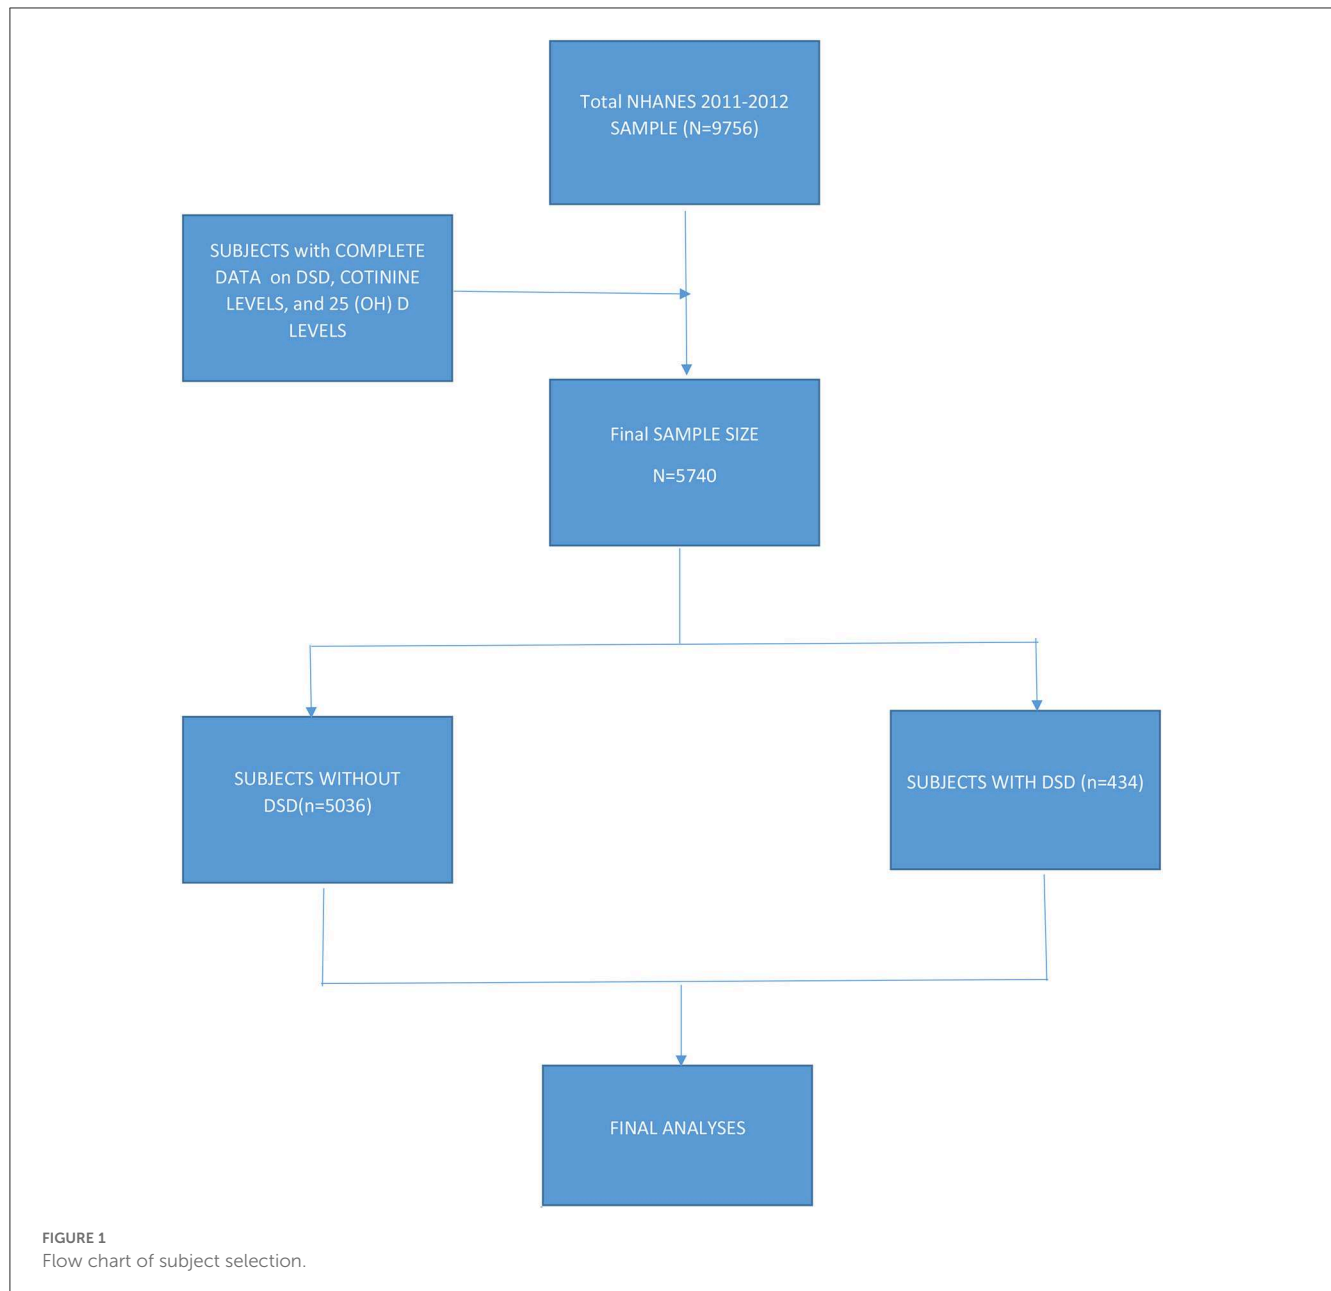 Total NHANES 2011-2012
SAMPLE (N=9756)
SUBJECTS with COMPLETE
DATA on DSD, COTININE
LEVELS, and 25 (OH) D
LEVELS
Final SAMPLE SIZE
N=5740
SUBJECTS WITHOUT
DSD(n=5036)
SUBJECTS WITH DSD (n=434)
FINAL ANALYSES
FIGURE 1
Flow chart of subject selection.